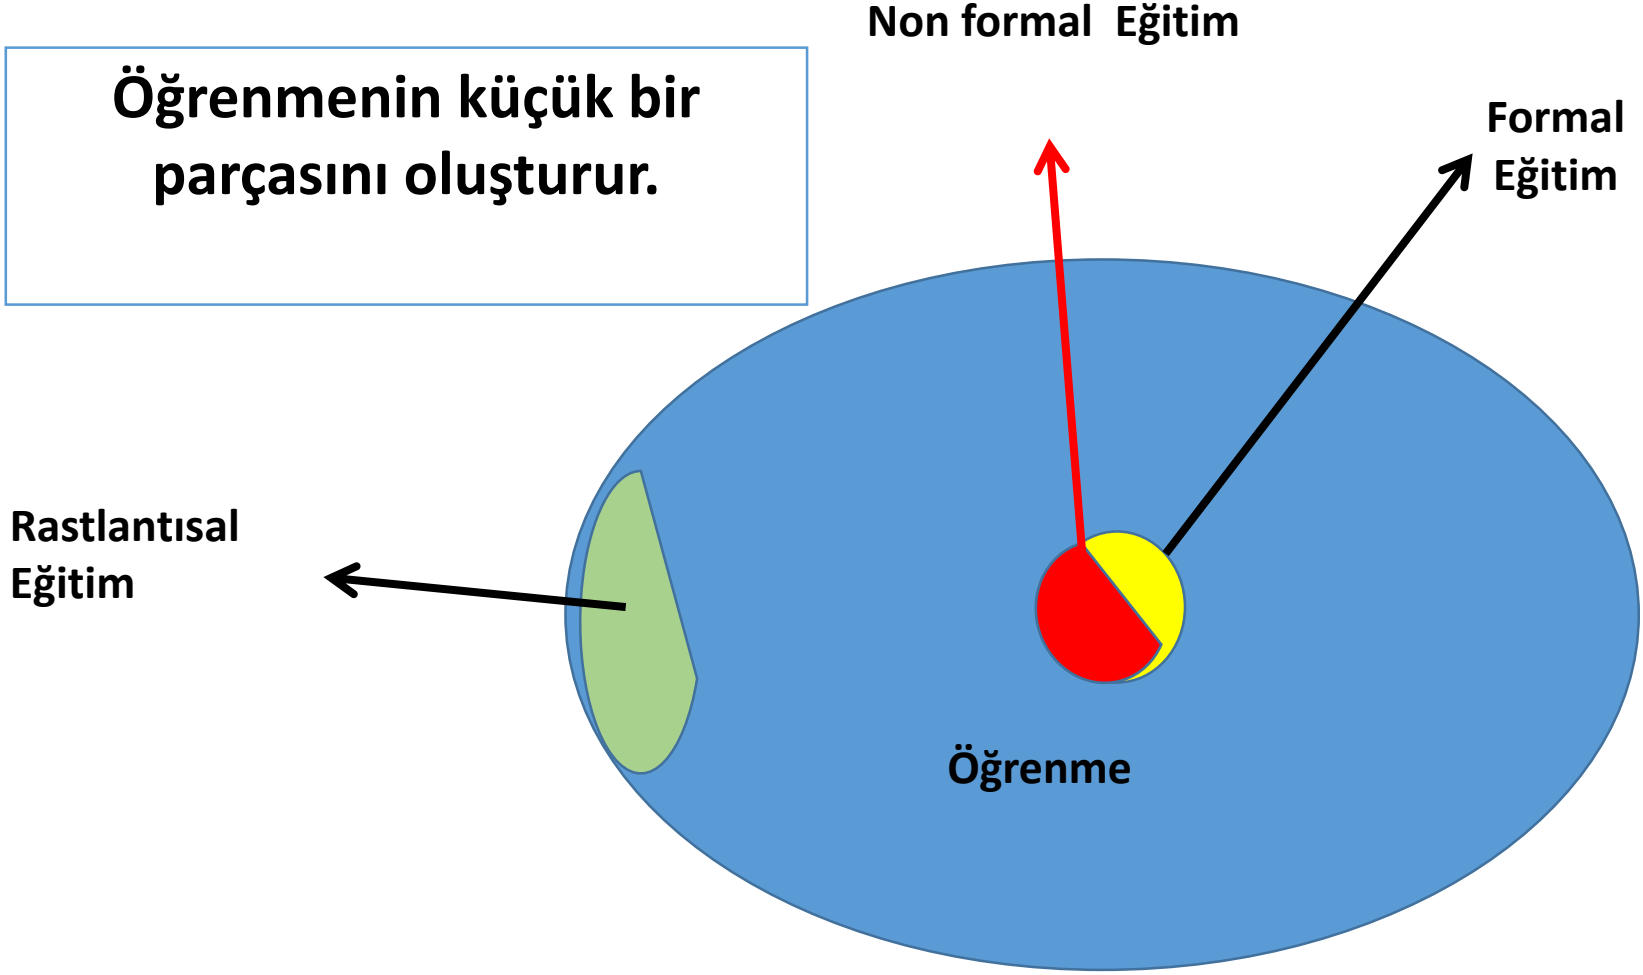 Non formal Eğitim
Öğrenmenin küçük bir
parçasını oluşturur.
Formal
Eğitim
Rastlantısal
Eğitim
Öğrenme